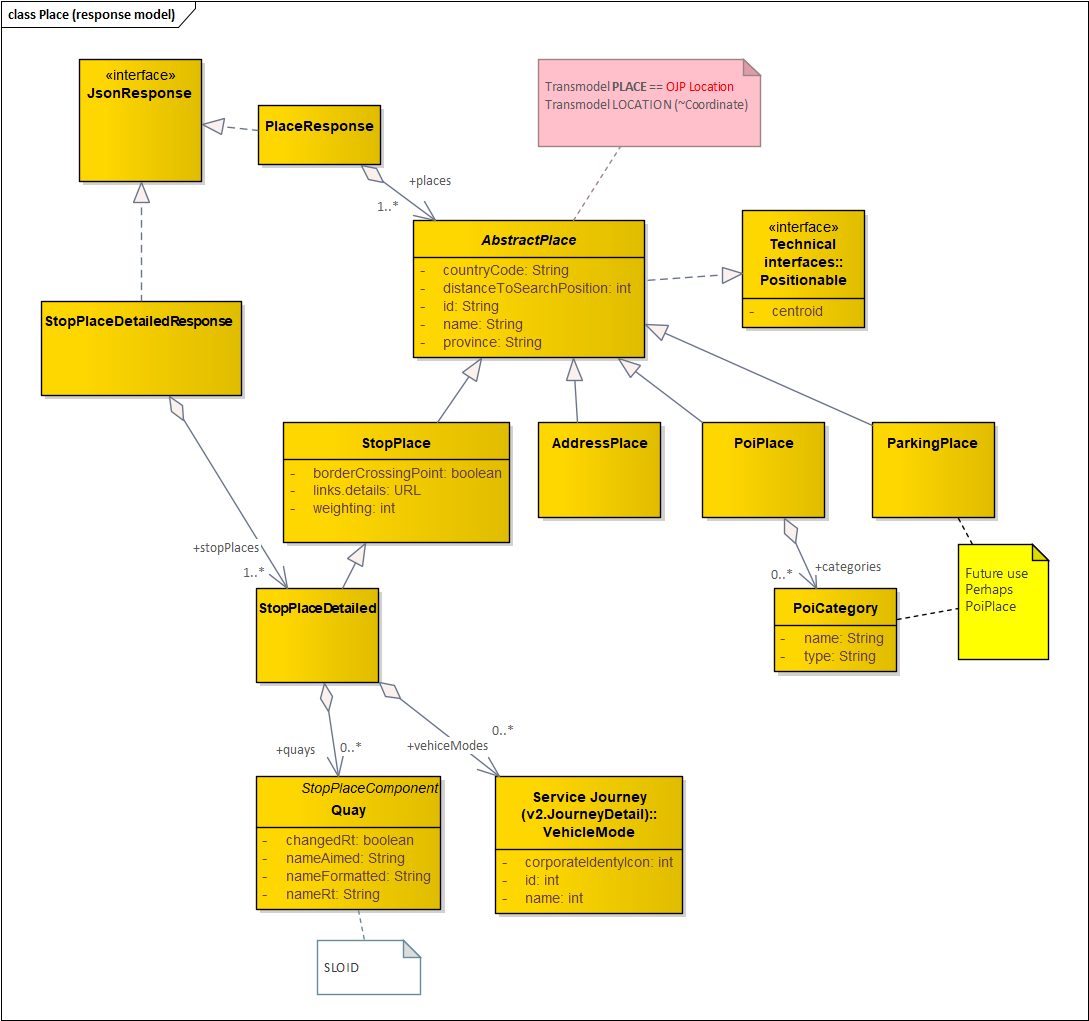 class Place (response model)
«interface»
JsonResponse
PlaceResponse
Transmodel PLACE == OJP Location
Transmodel LOCATION (~Coordinate)
+places
1..*
AbstractPlace
- countryCode: String
- distanceToSearchPosition: int
- id: String
- name: String
- province: String
«interface»
Technical
interfaces::
Positionable
- centroid
StopPlaceDetailedResponse
StopPlace
- borderCrossingPoint: boolean
- links.details: URL
- weighting: int
AddressPlace
PoiPlace
ParkingPlace
+stopPlaces
1..*
+categories
0..*
Future use
Perhaps
PoiPlace
StopPlaceDetailed
PoiCategory
- name: String
- type: String
+quays
0..*
+vehiceModes
0..*
StopPlaceComponent
Quay
- changedRt: boolean
- nameAimed: String
- nameFormatted: String
- nameRt: String
Service Journey
(v2.JourneyDetail)::
VehicleMode
- corporateIdentyIcon: int
- id: int
- name: int
SLOID